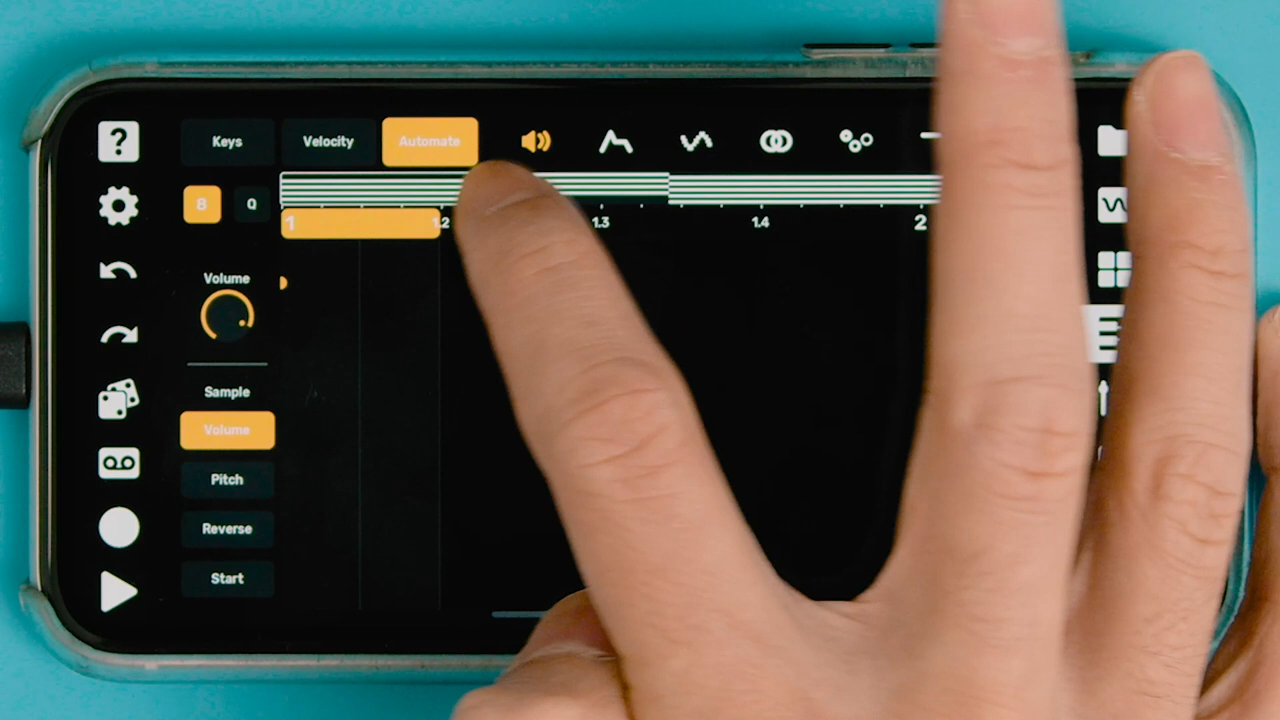 ?
Keys Velocity Automate
B Q
1 1.2 1.3 1.4 2
Volume
Sample
Volume
Pitch
Reverse
Start